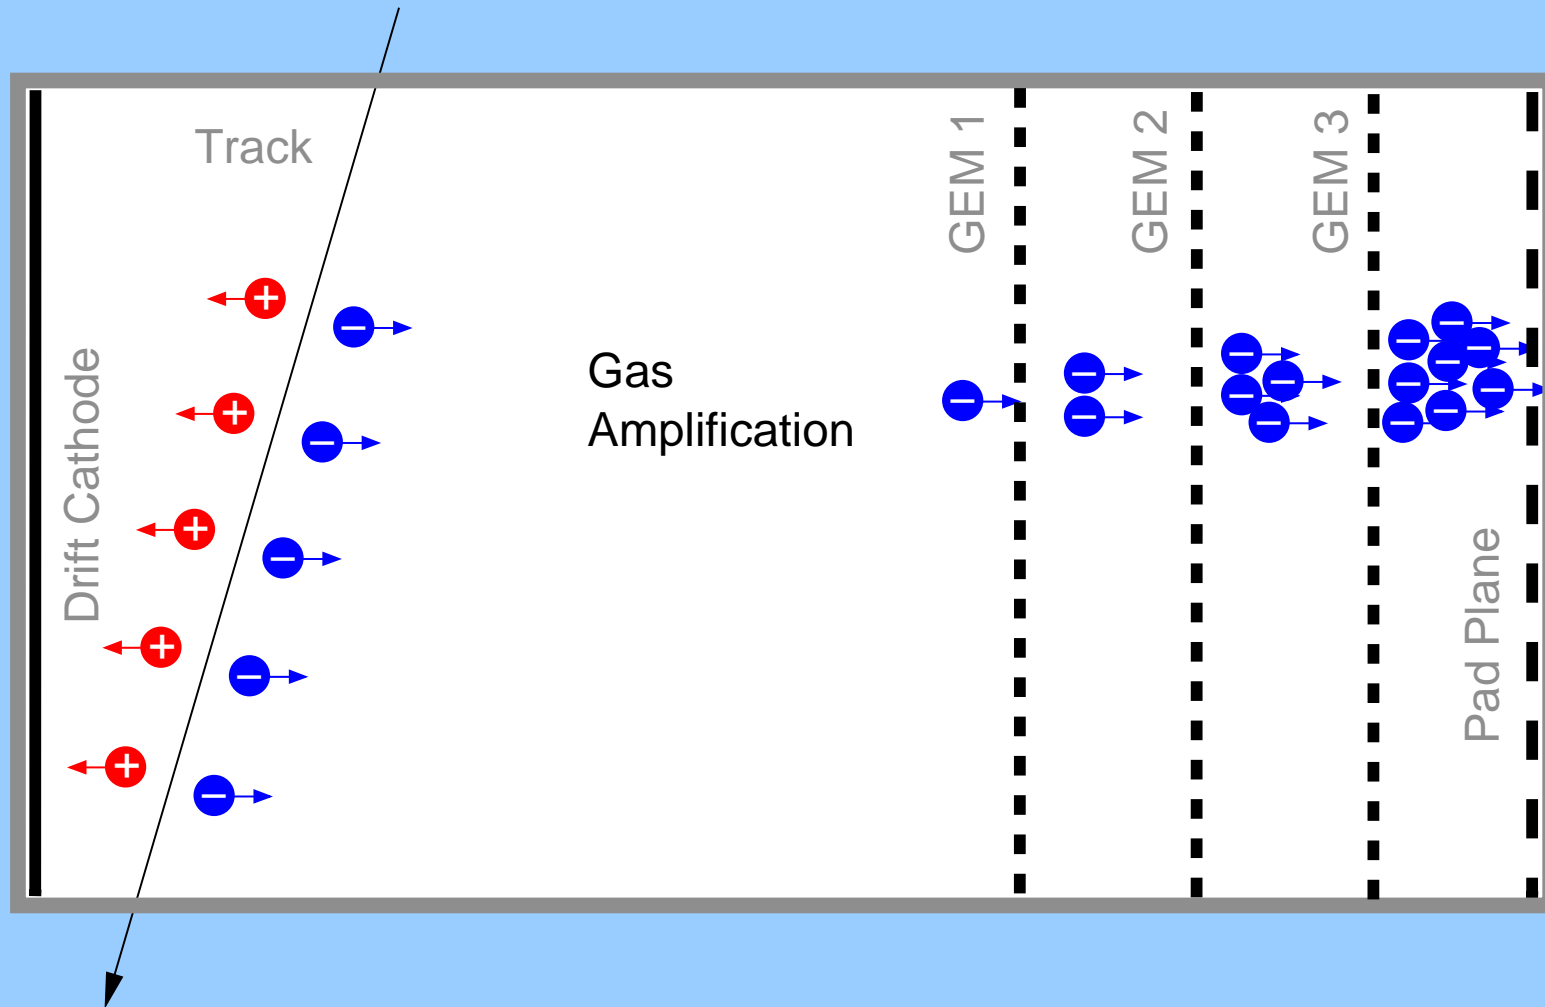 Track
Drift Cathode
Gas
Amplification
GEM 1
GEM 2
GEM 3
Pad Plane